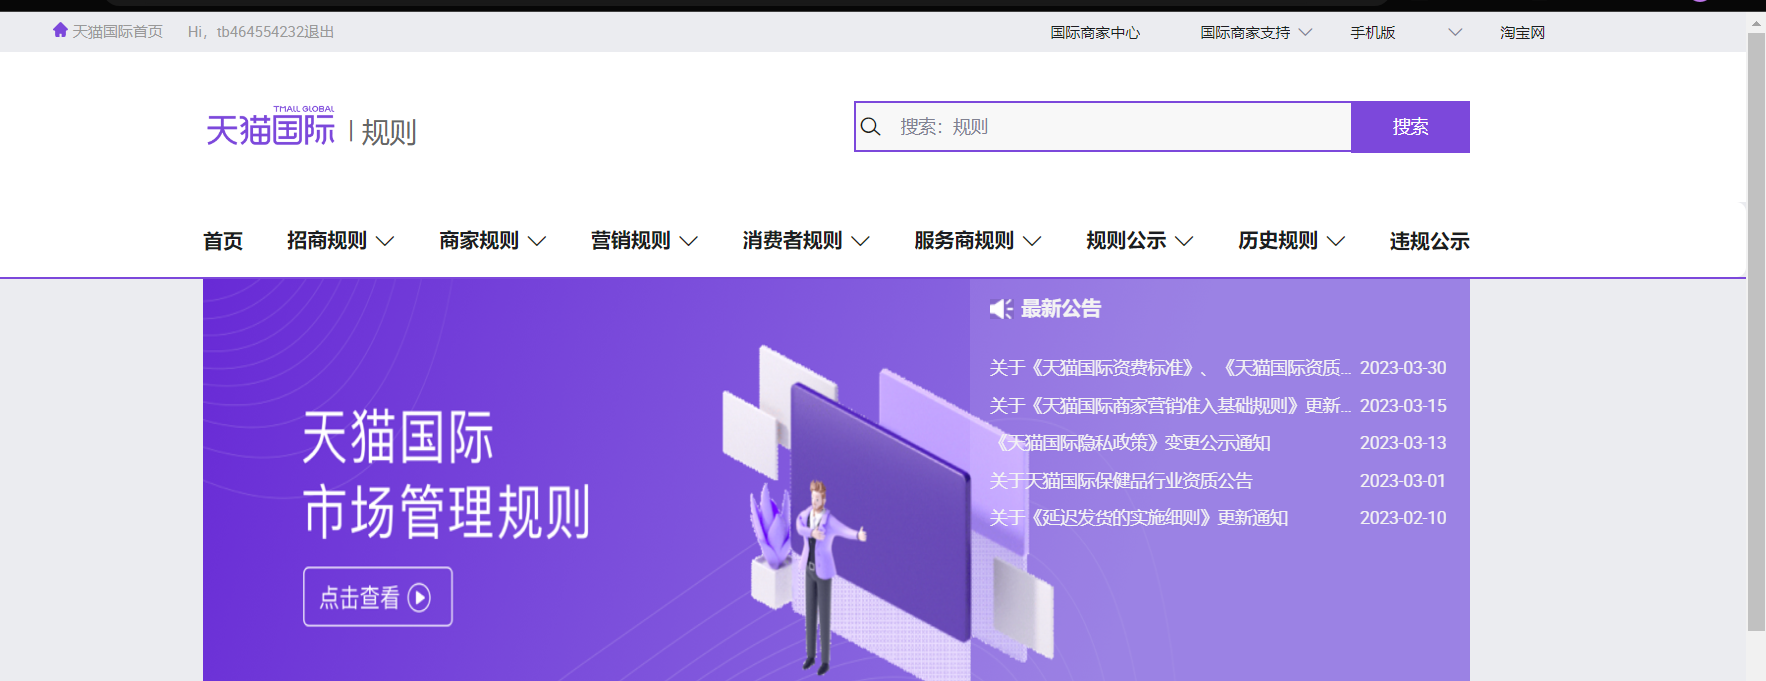 天猫国际首页 Hi，tb464554232退出 国际商家中心 国际商家支持 手机版 淘宝网
TMALL GLOBAL
天猫国际 | 规则
搜索：规则 搜索
首页 招商规则 商家规则 营销规则 消费者规则 服务商规则 规则公示 历史规则 违规公示
天猫国际
市场管理规则
点击查看
最新公告
关于《天猫国际资费标准》、《天猫国际资质... 2023-03-30
关于《天猫国际商家营销准入基础规则》更新... 2023-03-15
《天猫国际隐私政策》变更公示通知 2023-03-13
关于天猫国际保健品行业资质公告 2023-03-01
关于《延迟发货的实施细则》更新通知 2023-02-10